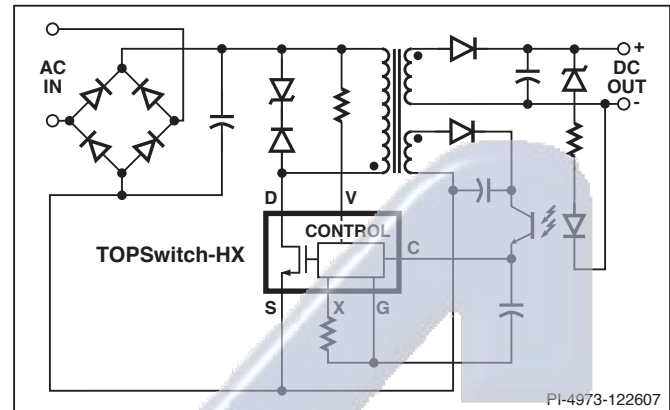 AC
IN
+
DC
OUT
-
D
V
CONTROL
TOPSwitch-HX
C
S
X
G
PI-4973-122607